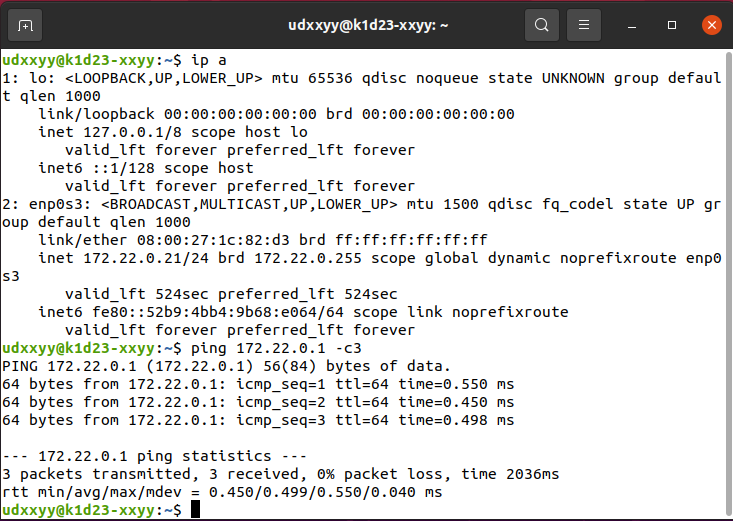 udxxyy@k1d23-xxyy: ~
udxxyy@k1d23-xxyy:~$ ip a
1: lo: <LOOPBACK,UP,LOWER_UP> mtu 65536 qdisc noqueue state UNKNOWN group defaul
t qlen 1000
    link/loopback 00:00:00:00:00:00 brd 00:00:00:00:00:00
    inet 127.0.0.1/8 scope host lo
       valid_lft forever preferred_lft forever
    inet6 ::1/128 scope host
       valid_lft forever preferred_lft forever
2: enp0s3: <BROADCAST,MULTICAST,UP,LOWER_UP> mtu 1500 qdisc fq_codel state UP gr
oup default qlen 1000
    link/ether 08:00:27:1c:82:d3 brd ff:ff:ff:ff:ff:ff
    inet 172.22.0.21/24 brd 172.22.0.255 scope global dynamic noprefixroute enp0
s3
       valid_lft 524sec preferred_lft 524sec
    inet6 fe80::52b9:4bb4:9b68:e064/64 scope link noprefixroute
       valid_lft forever preferred_lft forever
udxxyy@k1d23-xxyy:~$ ping 172.22.0.1 -c3
PING 172.22.0.1 (172.22.0.1) 56(84) bytes of data.
64 bytes from 172.22.0.1: icmp_seq=1 ttl=64 time=0.550 ms
64 bytes from 172.22.0.1: icmp_seq=2 ttl=64 time=0.450 ms
64 bytes from 172.22.0.1: icmp_seq=3 ttl=64 time=0.498 ms

--- 172.22.0.1 ping statistics ---
3 packets transmitted, 3 received, 0% packet loss, time 2036ms
rtt min/avg/max/mdev = 0.450/0.499/0.550/0.040 ms
udxxyy@k1d23-xxyy:~$